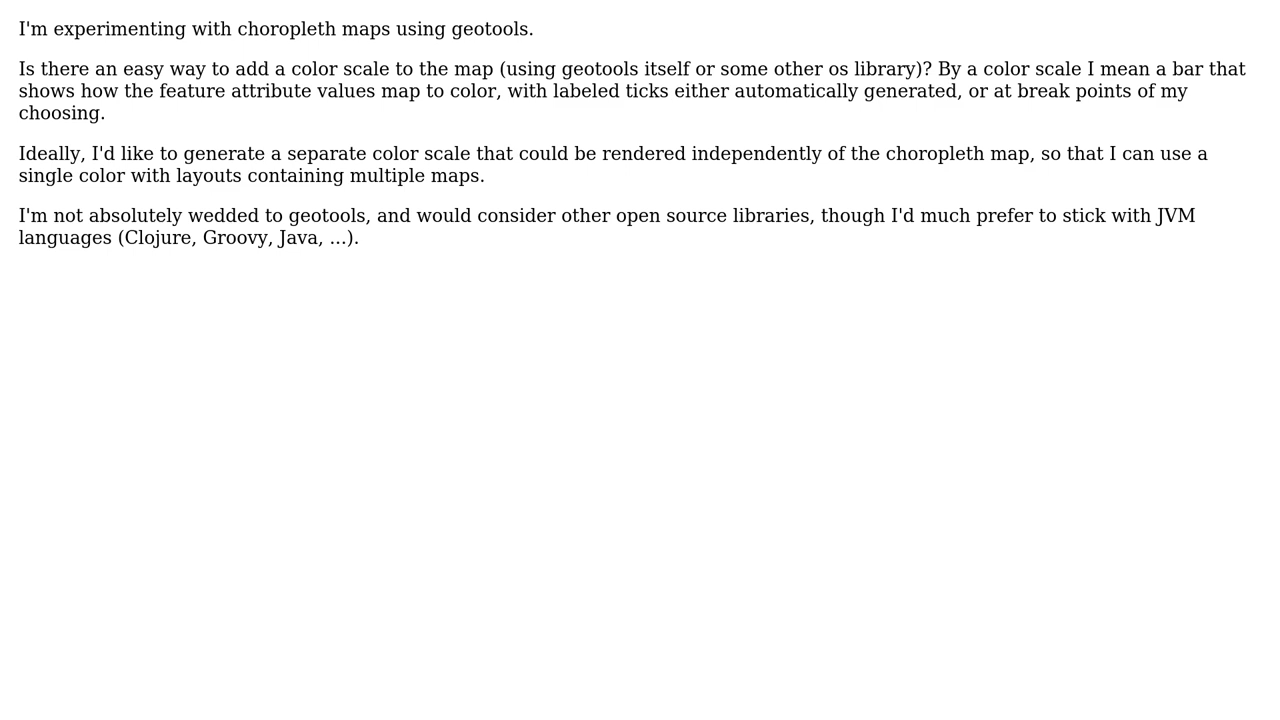 I'm experimenting with choropleth maps using geotools.
Is there an easy way to add a color scale to the map (using geotools itself or some other os library)? By a color scale I mean a bar that
shows how the feature attribute values map to color, with labeled ticks either automatically generated, or at break points of my
choosing.
Ideally, I'd like to generate a separate color scale that could be rendered independently of the choropleth map, so that I can use a
single color with layouts containing multiple maps.
I'm not absolutely wedded to geotools, and would consider other open source libraries, though I'd much prefer to stick with JVM
languages (Clojure, Groovy, Java, ...).